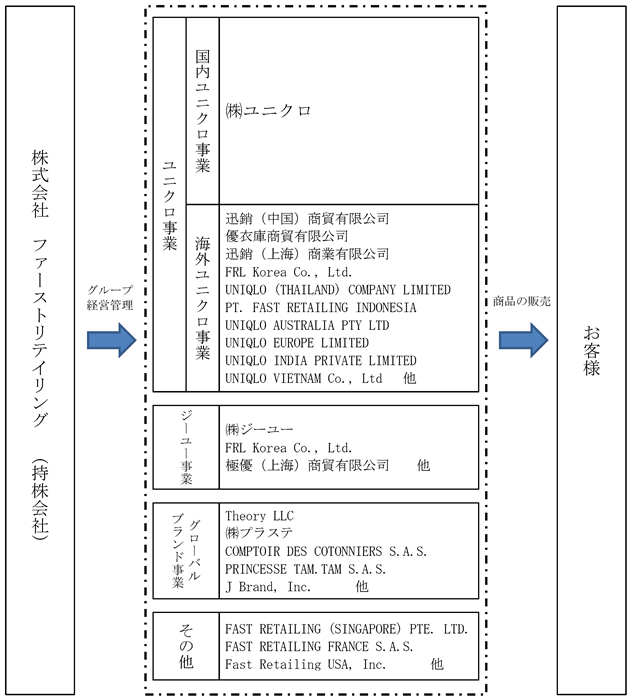 株式会社 ファーストリテイリング (持株会社)
グループ
経営管理
ユニクロ事業
国内ユニクロ事業
㈱ユニクロ
海外ユニクロ事業
迅銷（中国）商貿有限公司
優衣庫商貿有限公司
迅銷（上海）商業有限公司
FRL Korea Co., Ltd.
UNIQLO (THAILAND) COMPANY LIMITED
PT. FAST RETAILING INDONESIA
UNIQLO AUSTRALIA PTY LTD
UNIQLO EUROPE LIMITED
UNIQLO INDIA PRIVATE LIMITED
UNIQLO VIETNAM Co., Ltd 他
ジーユー事業
㈱ジーユー
FRL Korea Co., Ltd.
極優（上海）商貿有限公司 他
グローバル
ブランド事業
Theory LLC
㈱プラステ
COMPTOIR DES COTONNIERS S.A.S.
PRINCESSE TAM.TAM S.A.S.
J Brand, Inc. 他
その他
FAST RETAILING (SINGAPORE) PTE. LTD.
FAST RETAILING FRANCE S.A.S.
Fast Retailing USA, Inc. 他
商品の販売
お客様